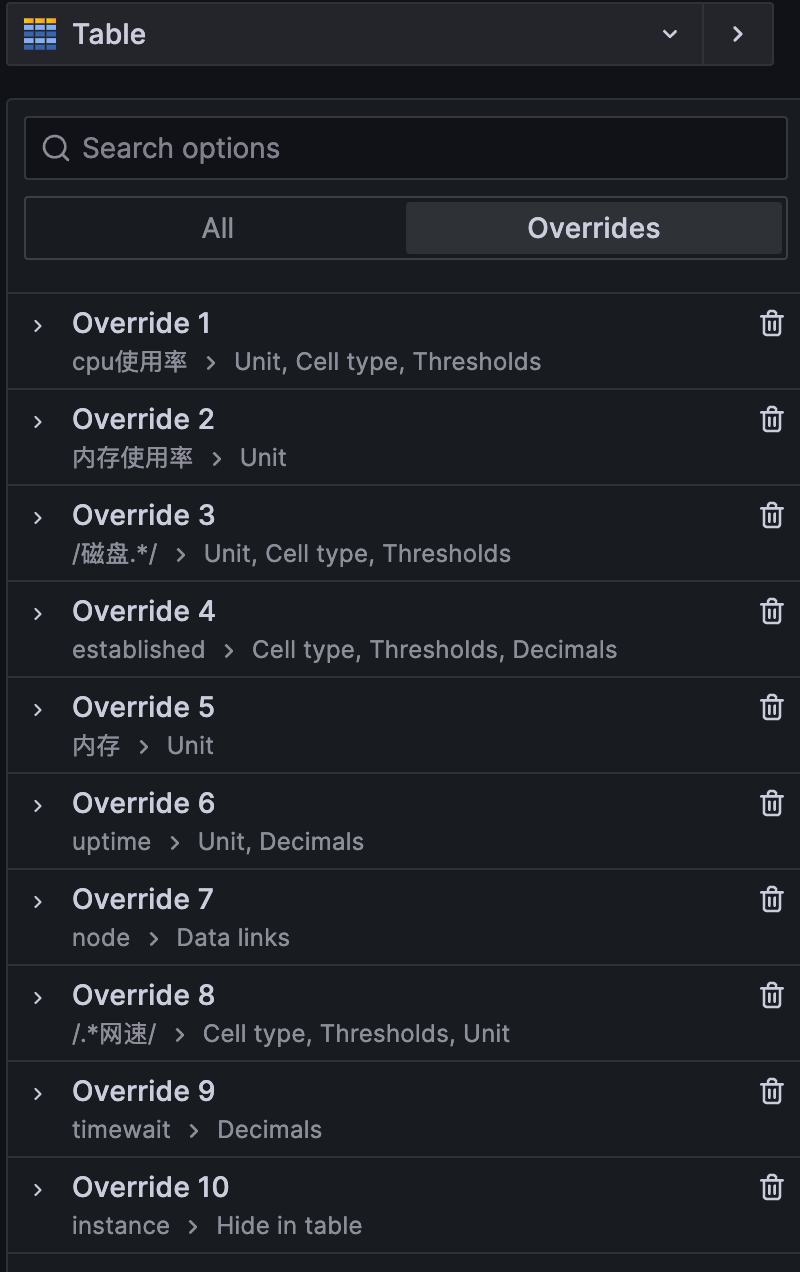 Table
Search options
All
Overrides
Override 1
cpu使用率 > Unit, Cell type, Thresholds
Override 2
内存使用率 > Unit
Override 3
/磁盘.*/ > Unit, Cell type, Thresholds
Override 4
established > Cell type, Thresholds, Decimals
Override 5
内存 > Unit
Override 6
uptime > Unit, Decimals
Override 7
node > Data links
Override 8
/.*网速/ > Cell type, Thresholds, Unit
Override 9
timewait > Decimals
Override 10
instance > Hide in table